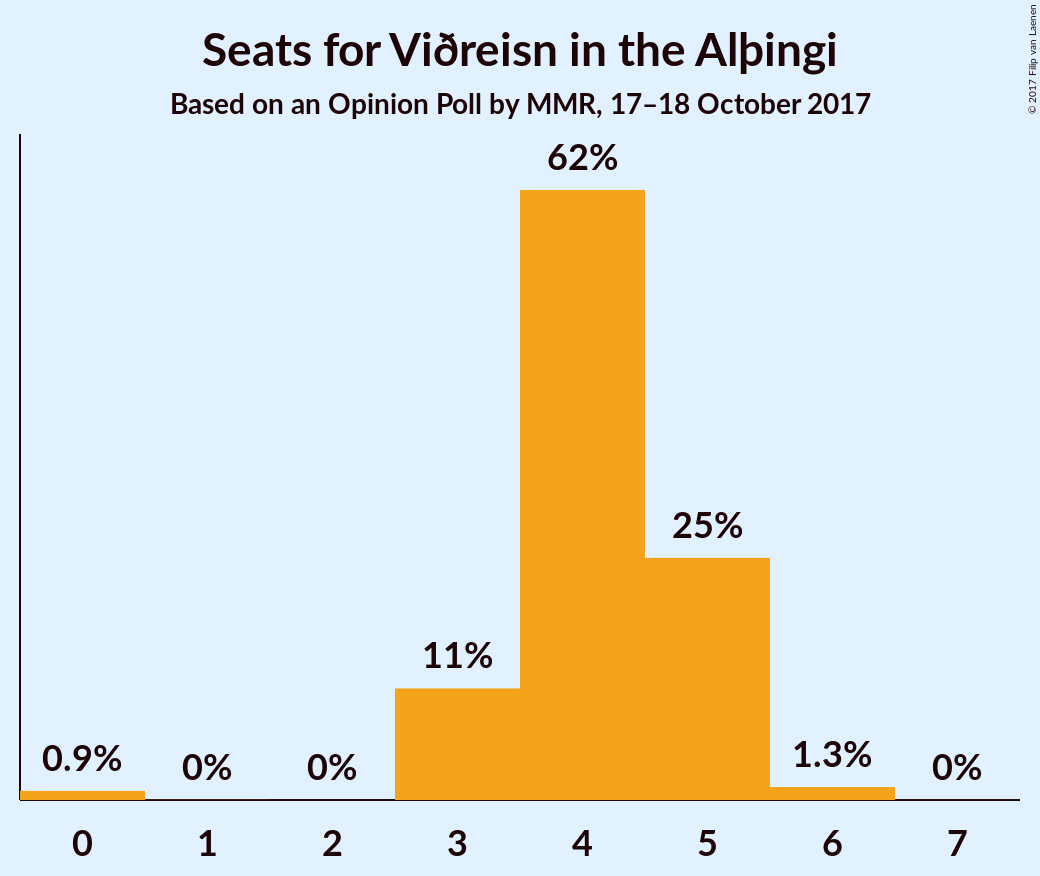 Seats for Viðreisn in the Alþingi
Based on an Opinion Poll by MMR, 17–18 October 2017
© 2017 Filip van Laenen
62%
25%
11%
0.9%
0%
0%
1.3%
0%
0 1 2 3 4 5 6 7